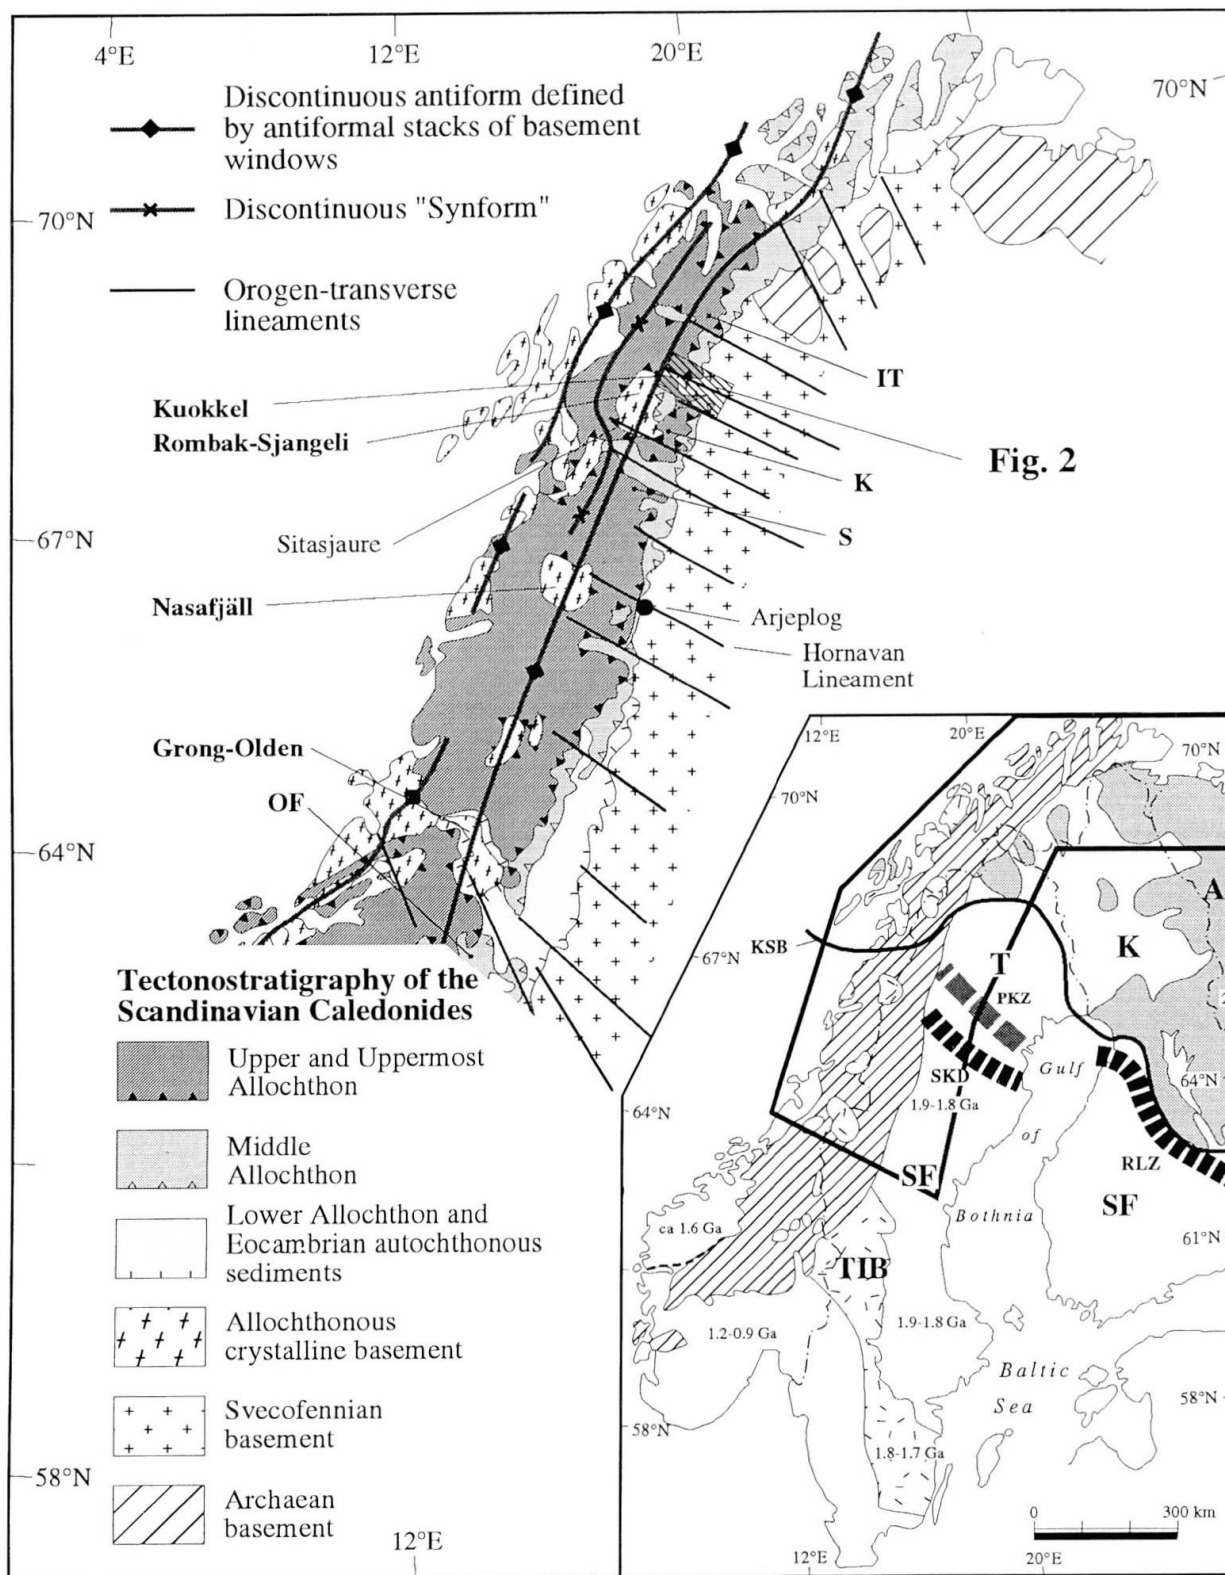 4°E
12°E
20°E
70°N
Discontinuous antiform defined
by antiformal stacks of basement
windows
70°N
Discontinuous "Synform"
Orogen-transverse
lineaments
IT
Kuokkel
Rombak-Sjangeli
Fig. 2
K
S
Sitasjaure
67°N
Nasafjäll
Arjeplog
Hornavan
Lineament
Grong-Olden
OF
64°N
Tectonostratigraphy of the
Scandinavian Caledonides
Upper and Uppermost
Allochthon
Middle
Allochthon
Lower Allochthon and
Eocambrian autochthonous
sediments
Allochthonous
crystalline basement
Svecofennian
basement
58°N
Archaean
basement
12°E
12°E
20°E
70°N
70°N
A
KSB
67°N
T
K
PKZ
SKD
Gulf
64°N
1.9-1.8 Ga
64°N
of
RLZ
SF
SF
Bothnia
ca 1.6 Ga
61°N
TIB
1.2-0.9 Ga
1.9-1.8 Ga
Baltic
Sea
58°N
58°N
1.8-1.7 Ga
0
300 km
12°E
20°E